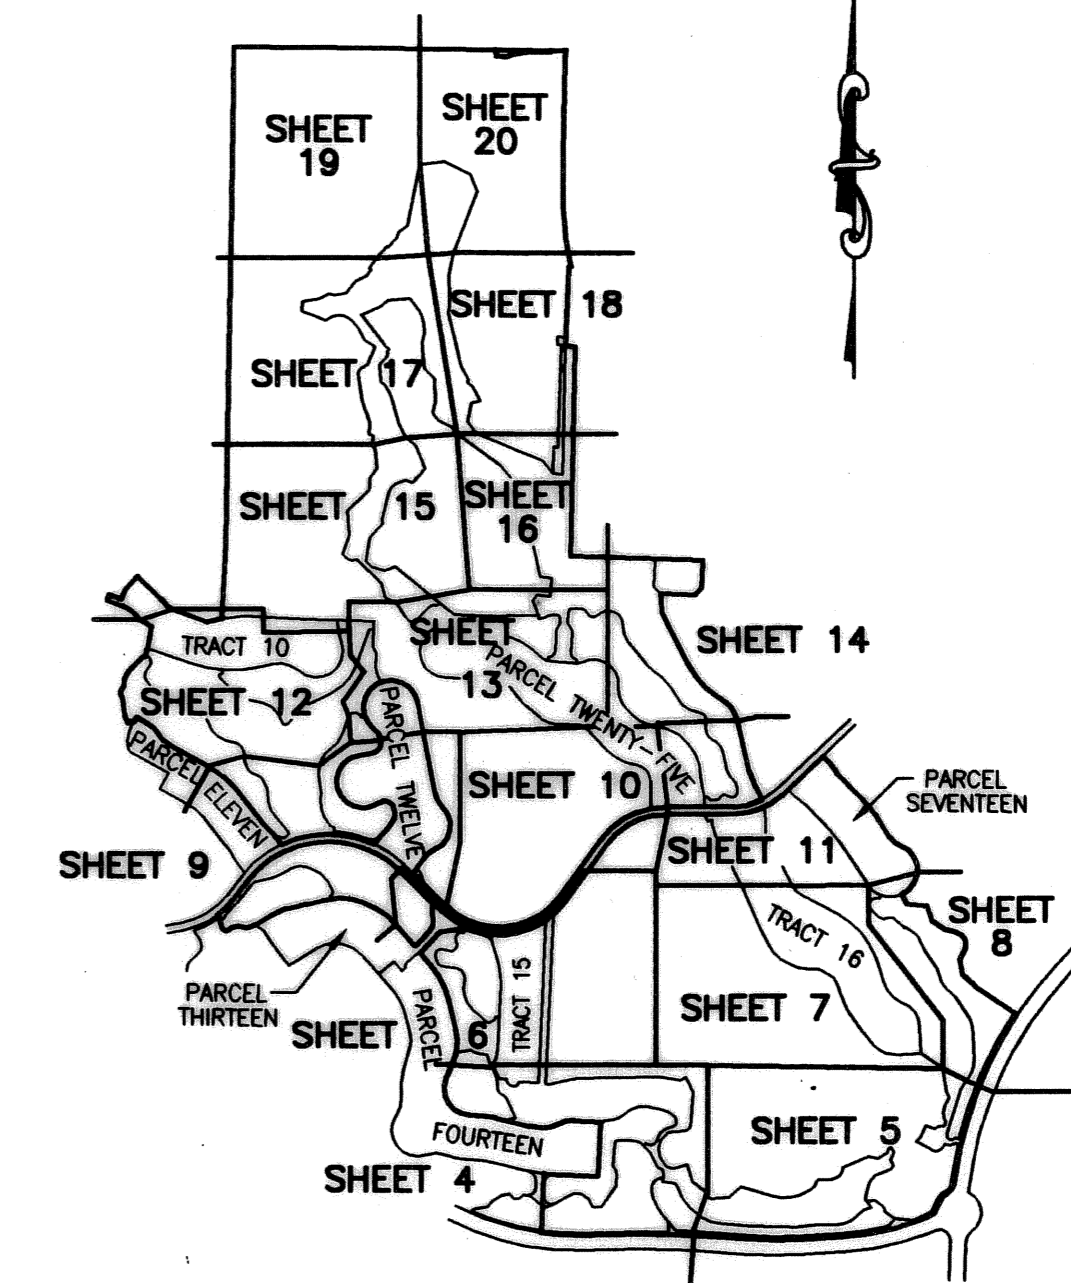 SHEET
19
SHEET
20
SHEET 18
SHEET 17
SHEET 15
SHEET
16
SHEET
13
SHEET 14
TRACT 10
SHEET 12
PARCEL TWENTY-FIVE
PARCEL TWELVE
PARCEL ELEVEN
SHEET 10
PARCEL
SEVENTEEN
SHEET 9
SHEET 11
SHEET
8
TRACT 16
PARCEL
THIRTEEN
SHEET 6
TRACT 15
SHEET 7
PARCEL
FOURTEEN
SHEET 5
SHEET 4